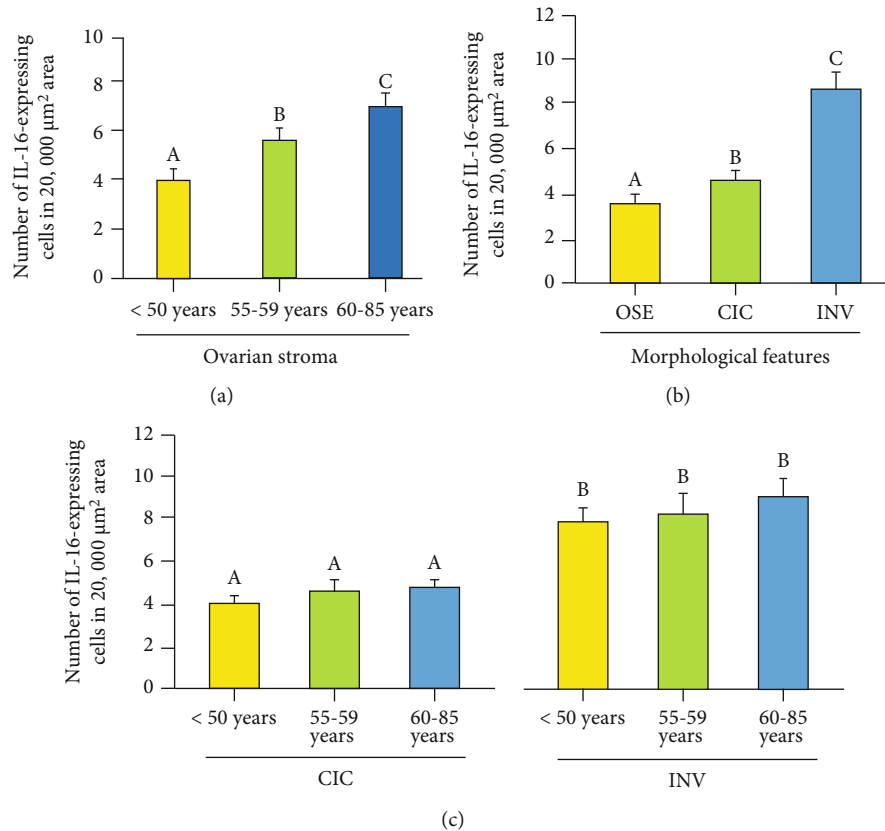 Number of IL-16-expressing
cells in 20, 000 μm² area
10
8
6
4
2
0
A
B
C
< 50 years
55-59 years
60-85 years
Ovarian stroma
(a)
Number of IL-16-expressing
cells in 20, 000 μm² area
12
10
8
6
4
2
0
A
B
C
OSE
CIC
INV
Morphological features
(b)
Number of IL-16-expressing
cells in 20, 000 μm² area
12
10
8
6
4
2
0
A
A
A
< 50 years
55-59
years
60-85
years
CIC
B
B
B
< 50 years
55-59
years
60-85
years
INV
(c)